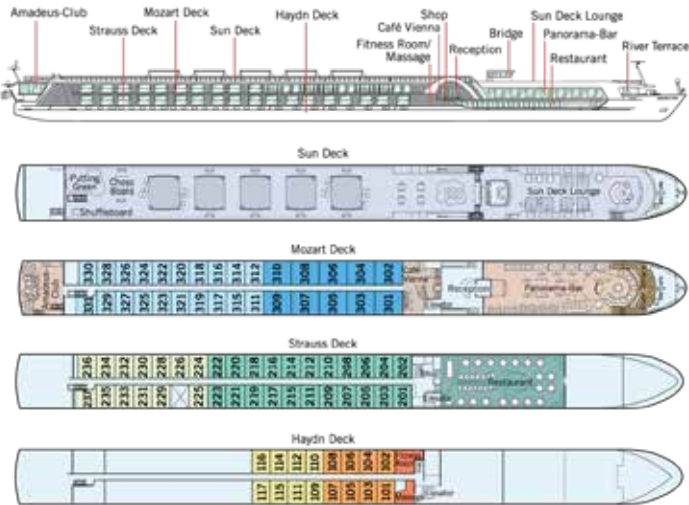 Amadeus-Club
Mozart Deck
Strauss Deck
Sun Deck
Haydn Deck
Shop
Café Vienna
Fitness Room/
Massage
Reception
Bridge
Sun Deck Lounge
Panorama-Bar
Restaurant
River Terrace
Sun Deck
Putting
Green
Chess
Board
Shuffleboard
Sun Deck Lounge
Mozart Deck
330 328 326 324 322 320 318 316 314 312 310 308 306 304 302
Club
Café
Vienna
Reception
Panorama-Bar
331 329 327 325 323 321 319 317 315 311 309 307 305 303 301
Strauss Deck
236 234 232 230 228 226 224 222 220 218 216 214 212 210 208 206 204 202
Restaurant
237 235 233 231 229 225 223 221 219 217 215 211 209 207 205 203 201
Elevator
Haydn Deck
116 114 112 110 108 106 104 102
117 115 111 109 107 105 103 101
Elevator